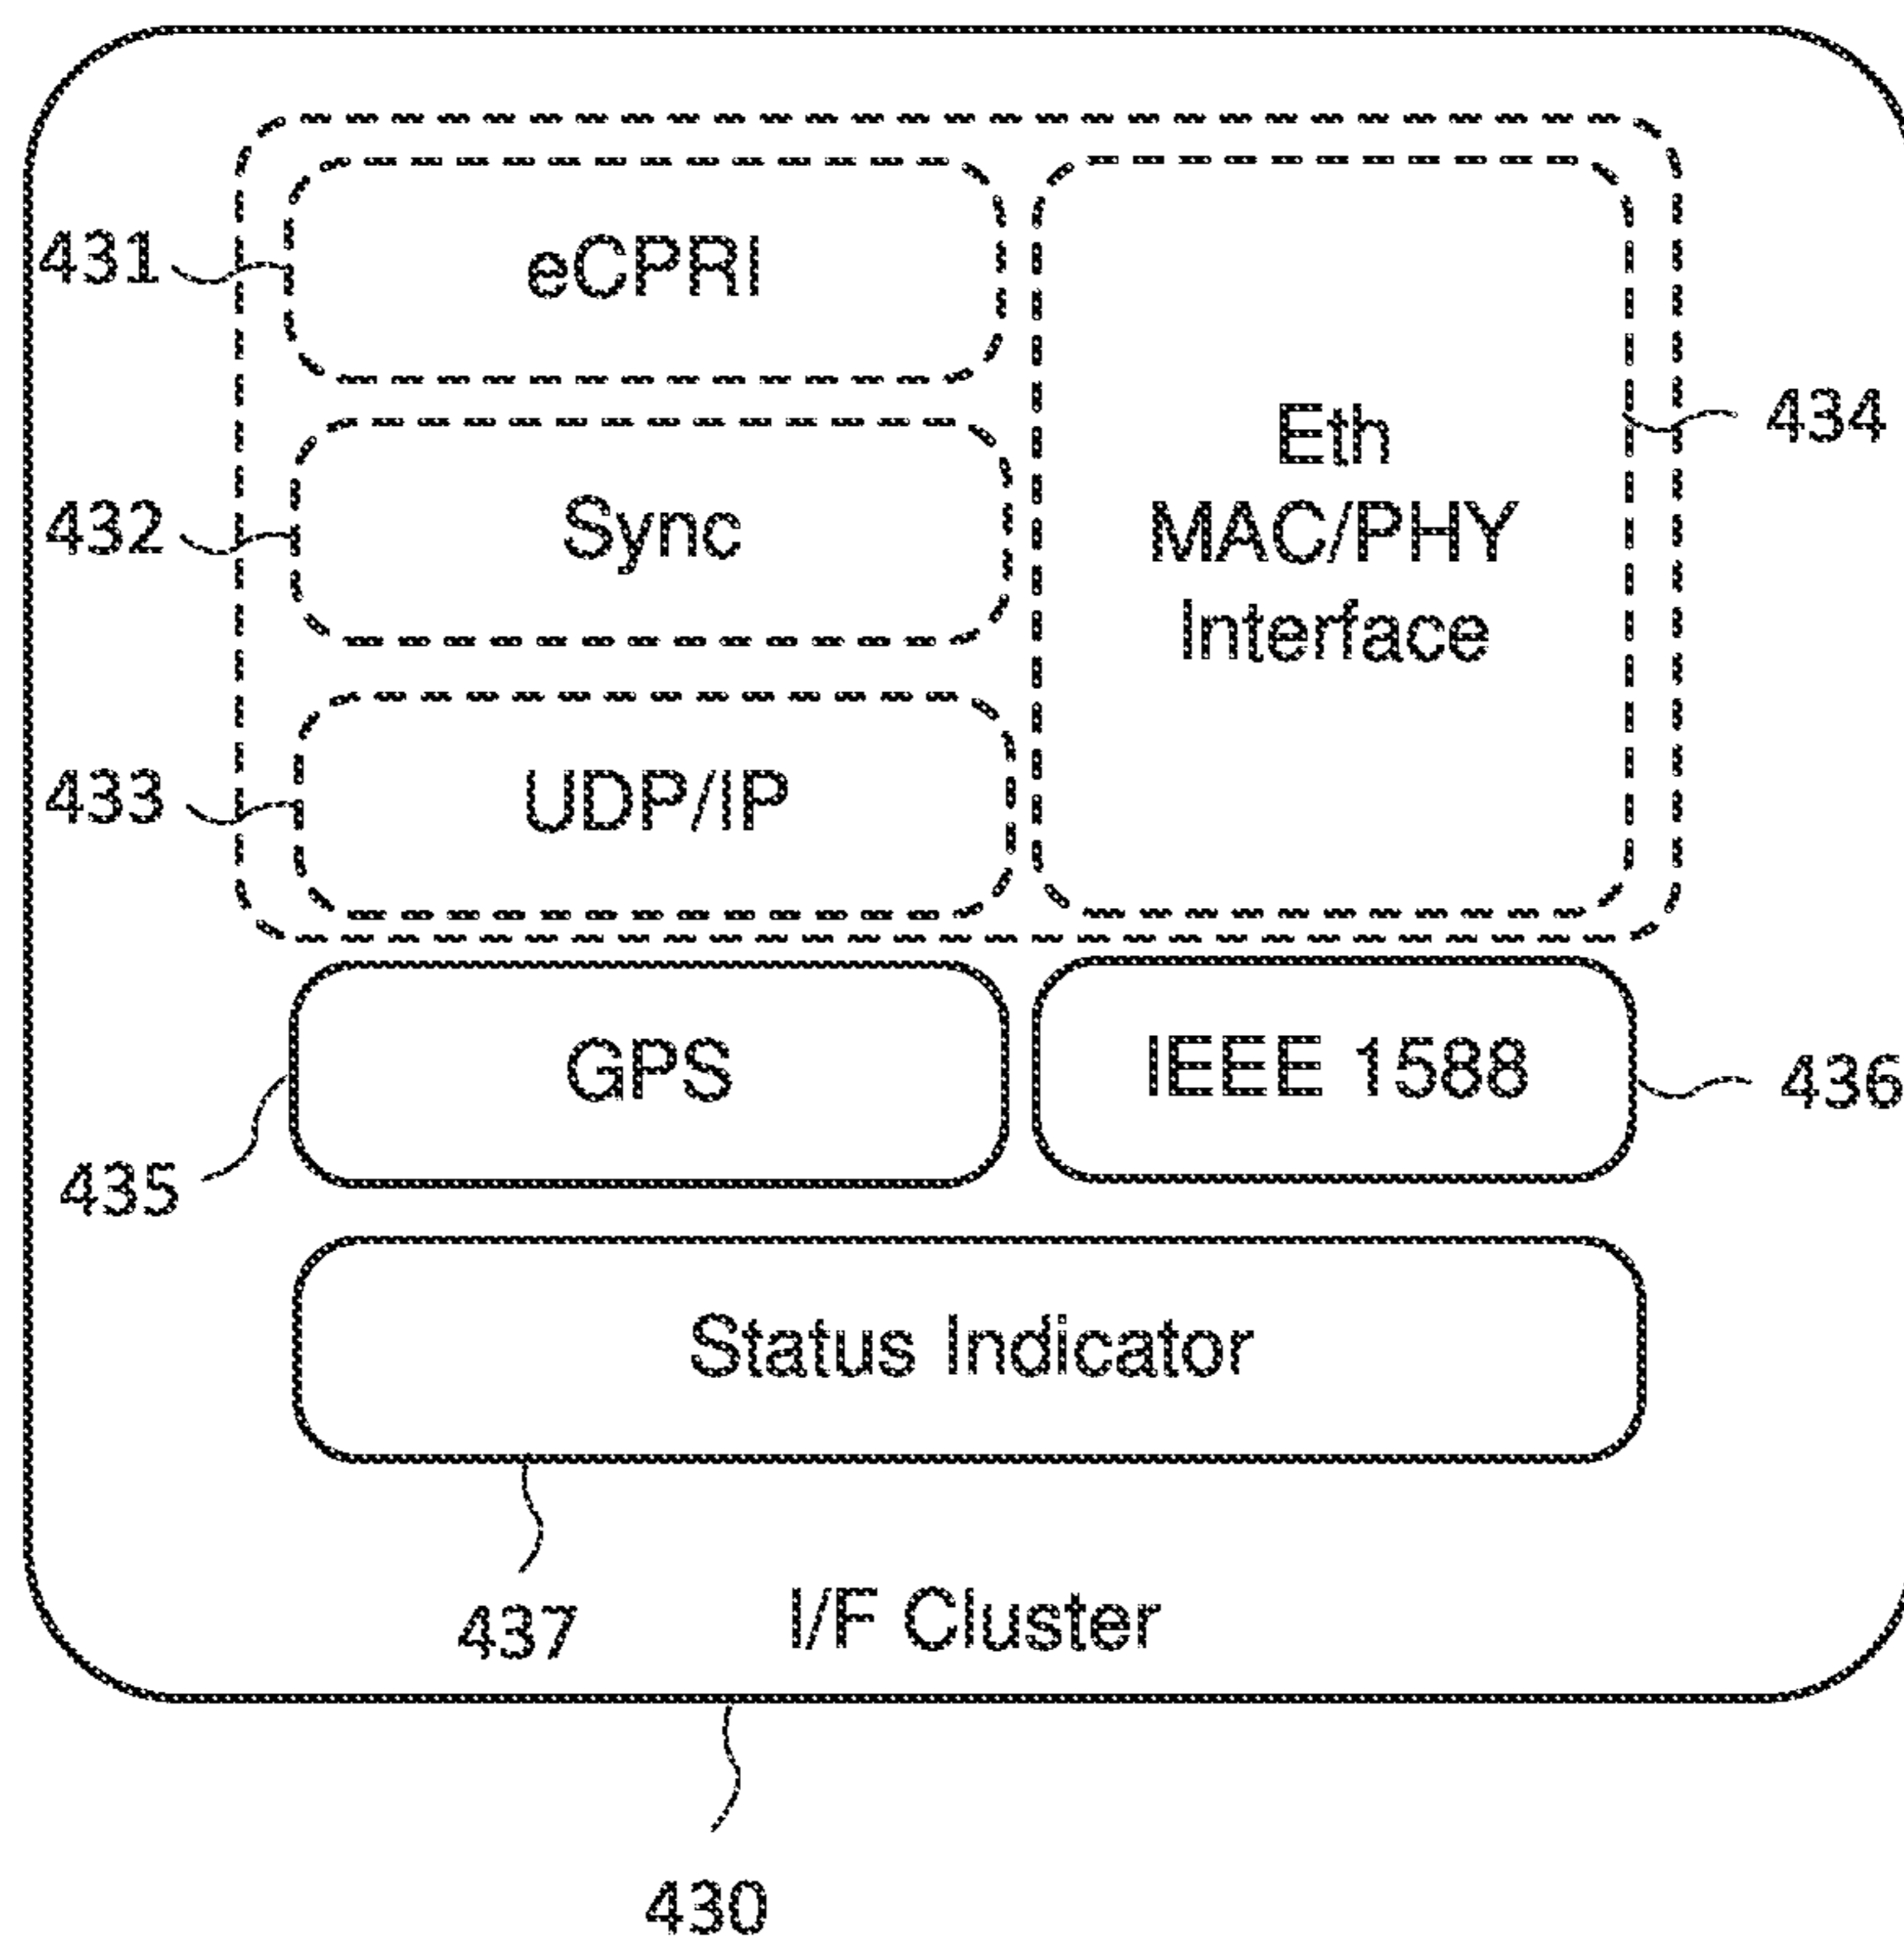 431
eCPRI
432
Sync
433
UDP/IP
Eth
MAC/PHY
Interface
434
435
GPS
IEEE 1588
436
Status Indicator
437
I/F Cluster
430